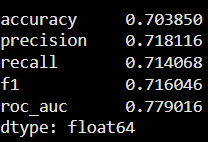 accuracy     0.703850
precision    0.718116
recall       0.714068
f1           0.716046
roc_auc      0.779016
dtype: float64